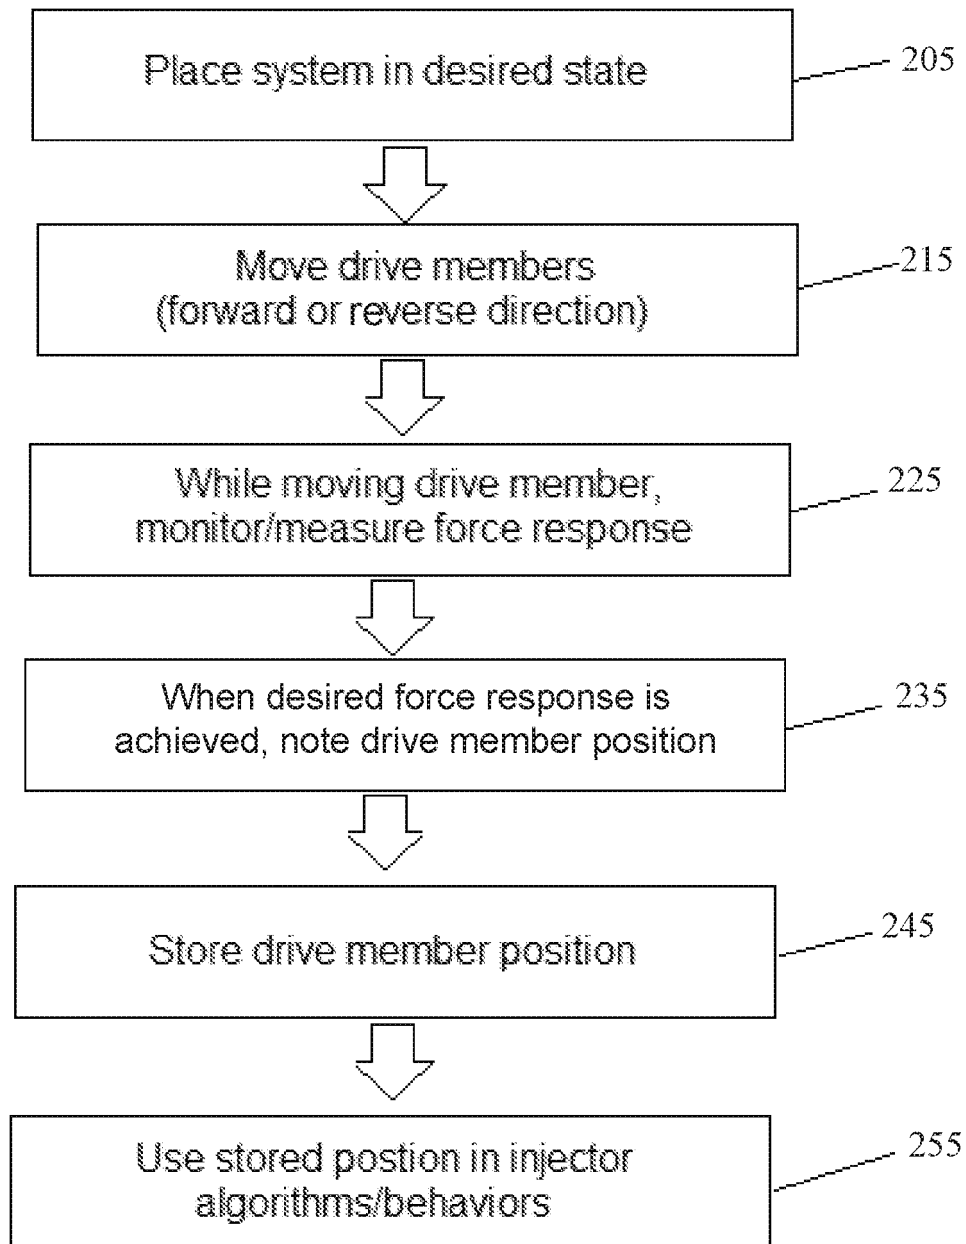 Place system in desired state
205
Move drive members
(forward or reverse direction)
215
While moving drive member,
monitor/measure force response
225
When desired force response is
achieved, note drive member position
235
Store drive member position
245
Use stored postion in injector
algorithms/behaviors
255